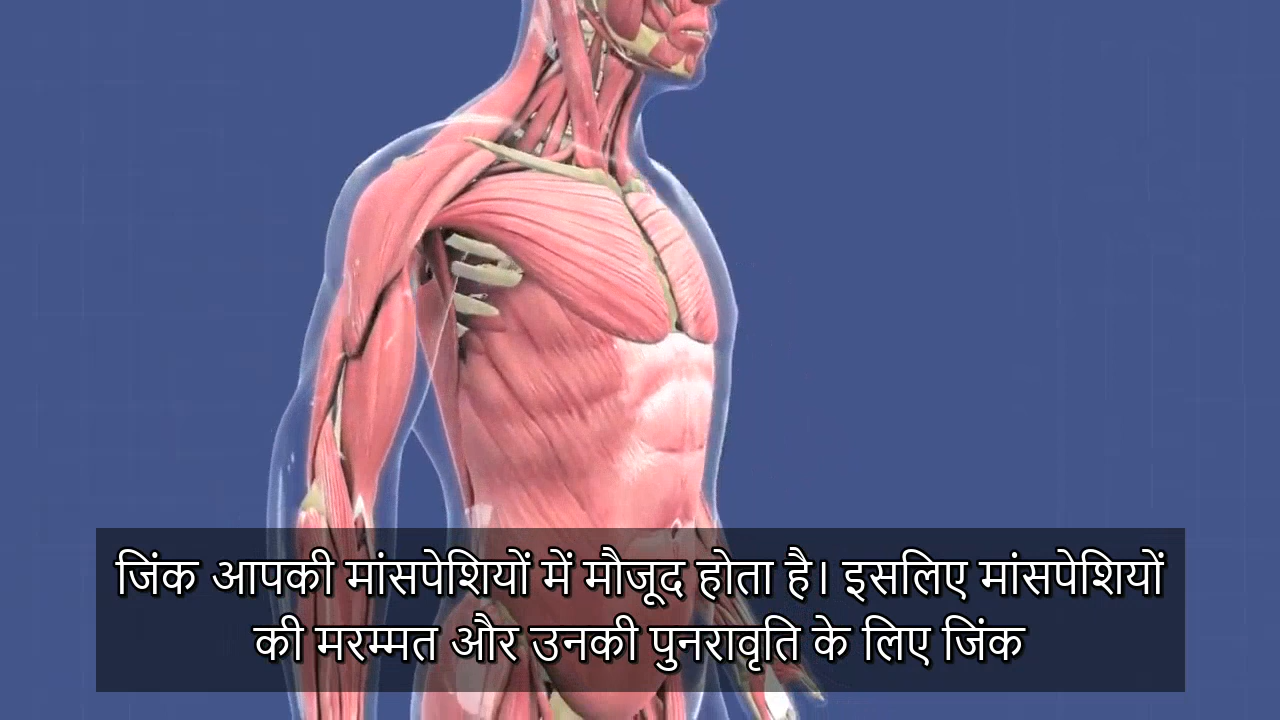 जिंक आपकी मांसपेशियों में मौजूद होता है। इसलिए मांसपेशियों
की मरम्मत और उनकी पुनरावृति के लिए जिंक